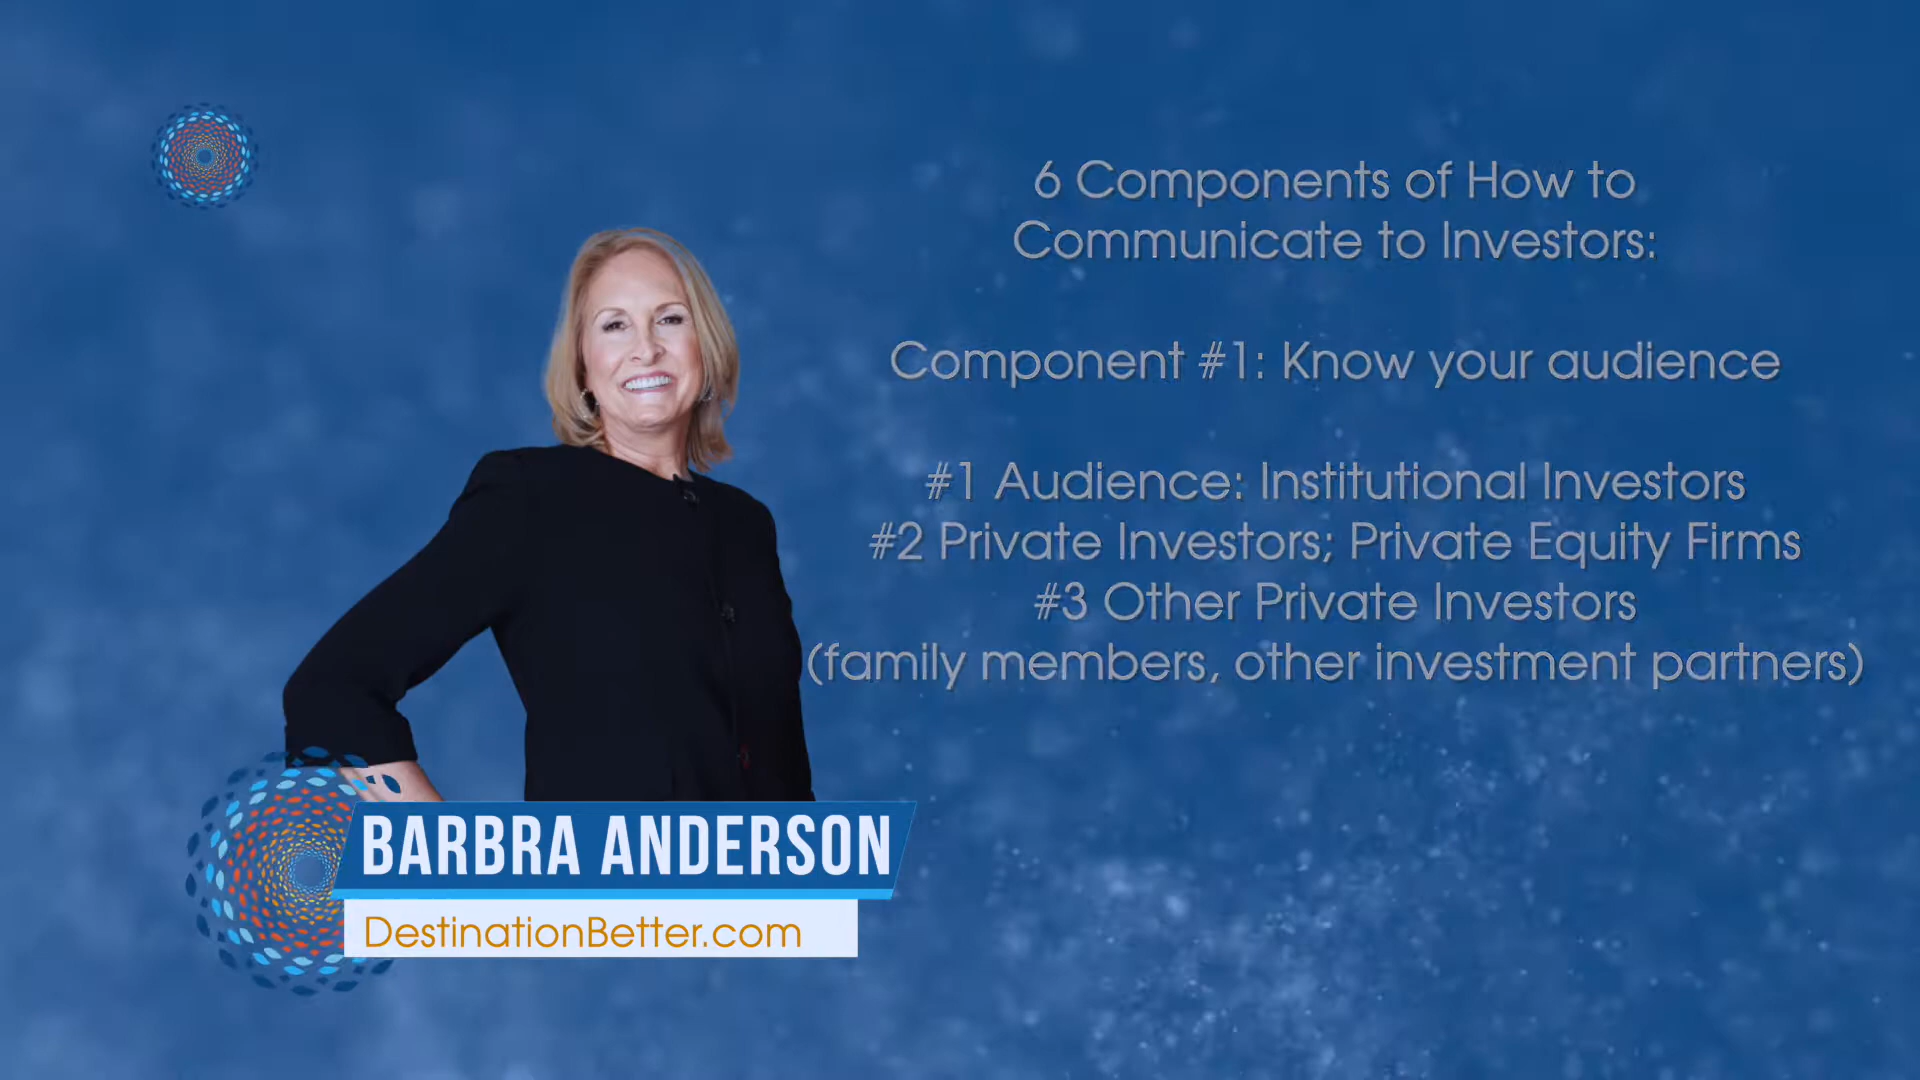 6 Components of How to
Communicate to Investors:
Component #1: Know your audience
#1 Audience: Institutional Investors
#2 Private Investors; Private Equity Firms
#3 Other Private Investors
(family members, other investment partners)
BARBRA ANDERSON
DestinationBetter.com